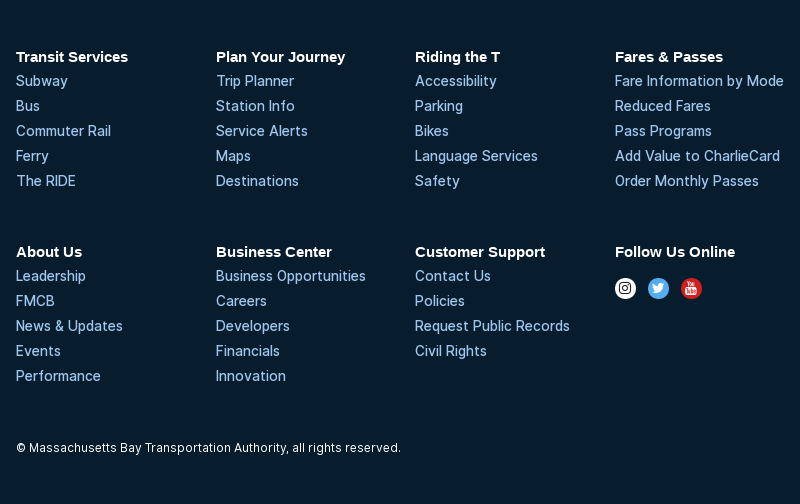 Transit Services
Subway
Bus
Commuter Rail
Ferry
The RIDE
Plan Your Journey
Trip Planner
Station Info
Service Alerts
Maps
Destinations
Riding the T
Accessibility
Parking
Bikes
Language Services
Safety
Fares & Passes
Fare Information by Mode
Reduced Fares
Pass Programs
Add Value to CharlieCard
Order Monthly Passes
About Us
Leadership
FMCB
News & Updates
Events
Performance
Business Center
Business Opportunities
Careers
Developers
Financials
Innovation
Customer Support
Contact Us
Policies
Request Public Records
Civil Rights
Follow Us Online
You
Tube
© Massachusetts Bay Transportation Authority, all rights reserved.